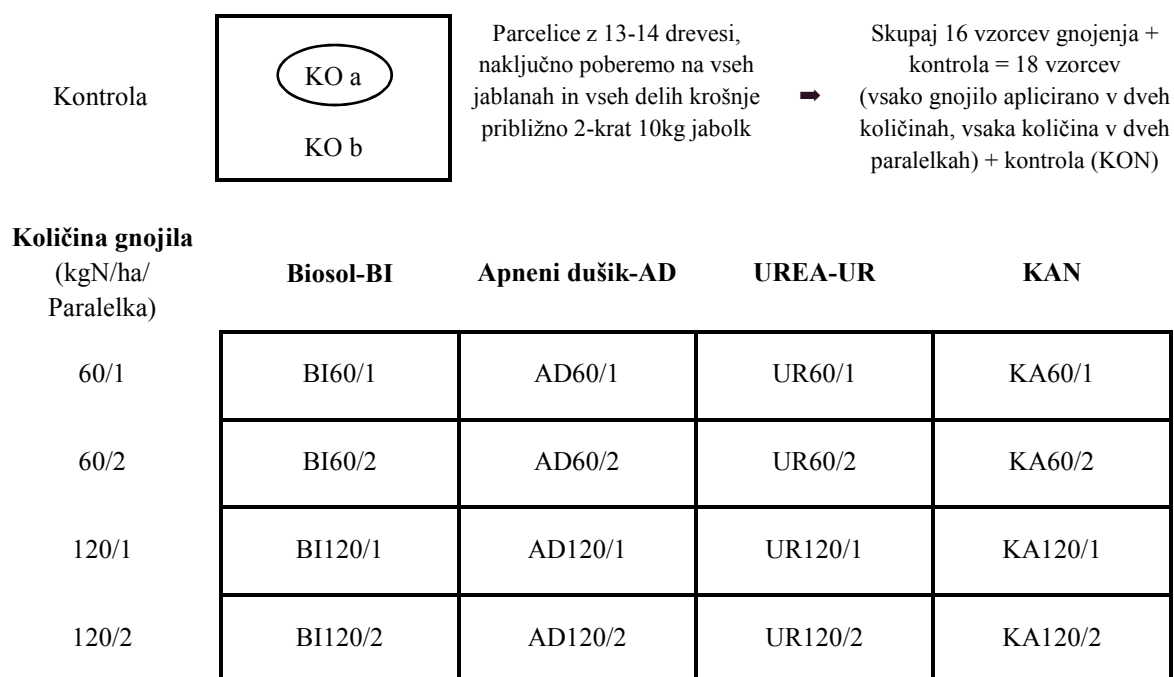 Kontrola
KO a
KO b
Parcelice z 13-14 drevesi,
naključno poberemo na vseh
jablanah in vseh delih krošnje
približno 2-krat 10kg jabolk
➡
Skupaj 16 vzorcev gnojenja +
kontrola = 18 vzorcev
(vsako gnojilo aplicirano v dveh
količinah, vsaka količina v dveh
paralelkah) + kontrola (KON)
Količina gnojila
(kgN/ha/
Paralelka)
Biosol-BI Apneni dušik-AD UREA-UR KAN
60/1 BI60/1 AD60/1 UR60/1 KA60/1
60/2 BI60/2 AD60/2 UR60/2 KA60/2
120/1 BI120/1 AD120/1 UR120/1 KA120/1
120/2 BI120/2 AD120/2 UR120/2 KA120/2